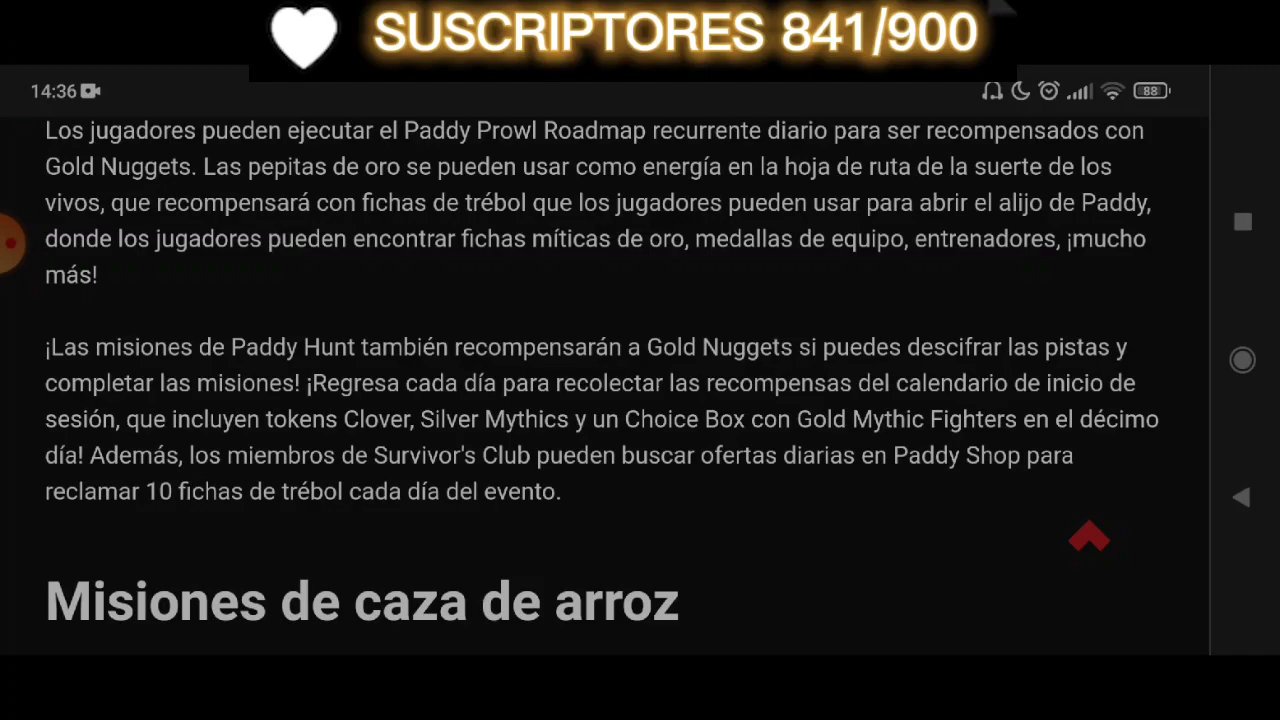 SUSCRIPTORES 841/900
14:36
88
Los jugadores pueden ejecutar el Paddy Prowl Roadmap recurrente diario para ser recompensados con
Gold Nuggets. Las pepitas de oro se pueden usar como energía en la hoja de ruta de la suerte de los
vivos, que recompensará con fichas de trébol que los jugadores pueden usar para abrir el alijo de Paddy,
donde los jugadores pueden encontrar fichas míticas de oro, medallas de equipo, entrenadores, ¡mucho
más!
¡Las misiones de Paddy Hunt también recompensarán a Gold Nuggets si puedes descifrar las pistas y
completar las misiones! ¡Regresa cada día para recolectar las recompensas del calendario de inicio de
sesión, que incluyen tokens Clover, Silver Mythics y un Choice Box con Gold Mythic Fighters en el décimo
día! Además, los miembros de Survivor's Club pueden buscar ofertas diarias en Paddy Shop para
reclamar 10 fichas de trébol cada día del evento.
Misiones de caza de arroz